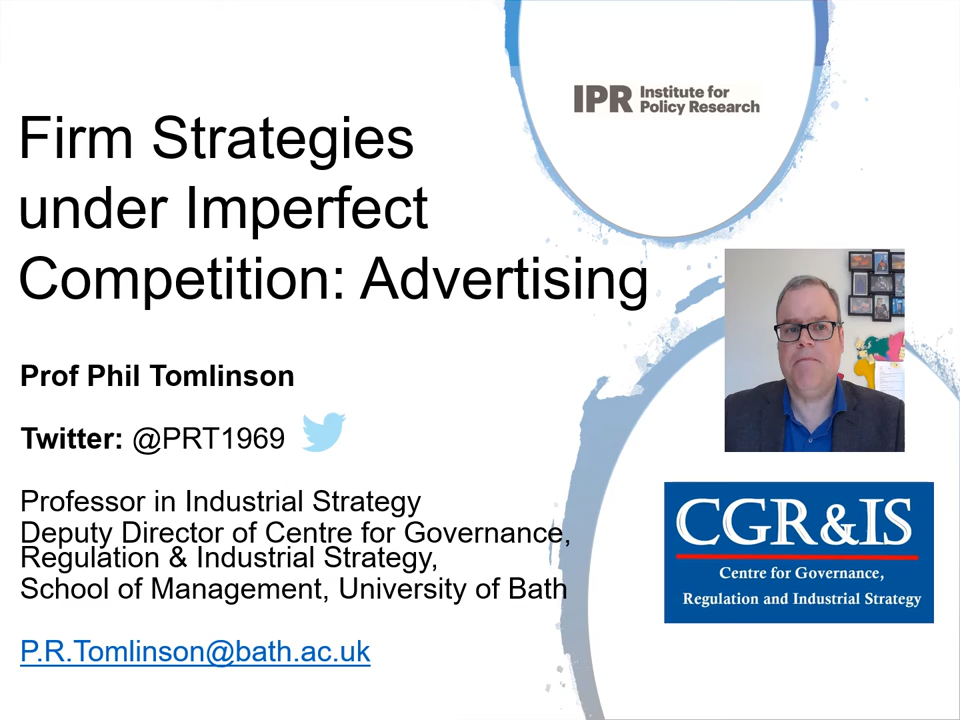 IPR Institute for
Policy Research
Firm Strategies
under Imperfect
Competition: Advertising
Prof Phil Tomlinson
Twitter: @PRT1969
Professor in Industrial Strategy
Deputy Director of Centre for Governance,
Regulation & Industrial Strategy,
School of Management, University of Bath
P.R.Tomlinson@bath.ac.uk
CGR&IS
Centre for Governance,
Regulation and Industrial Strategy